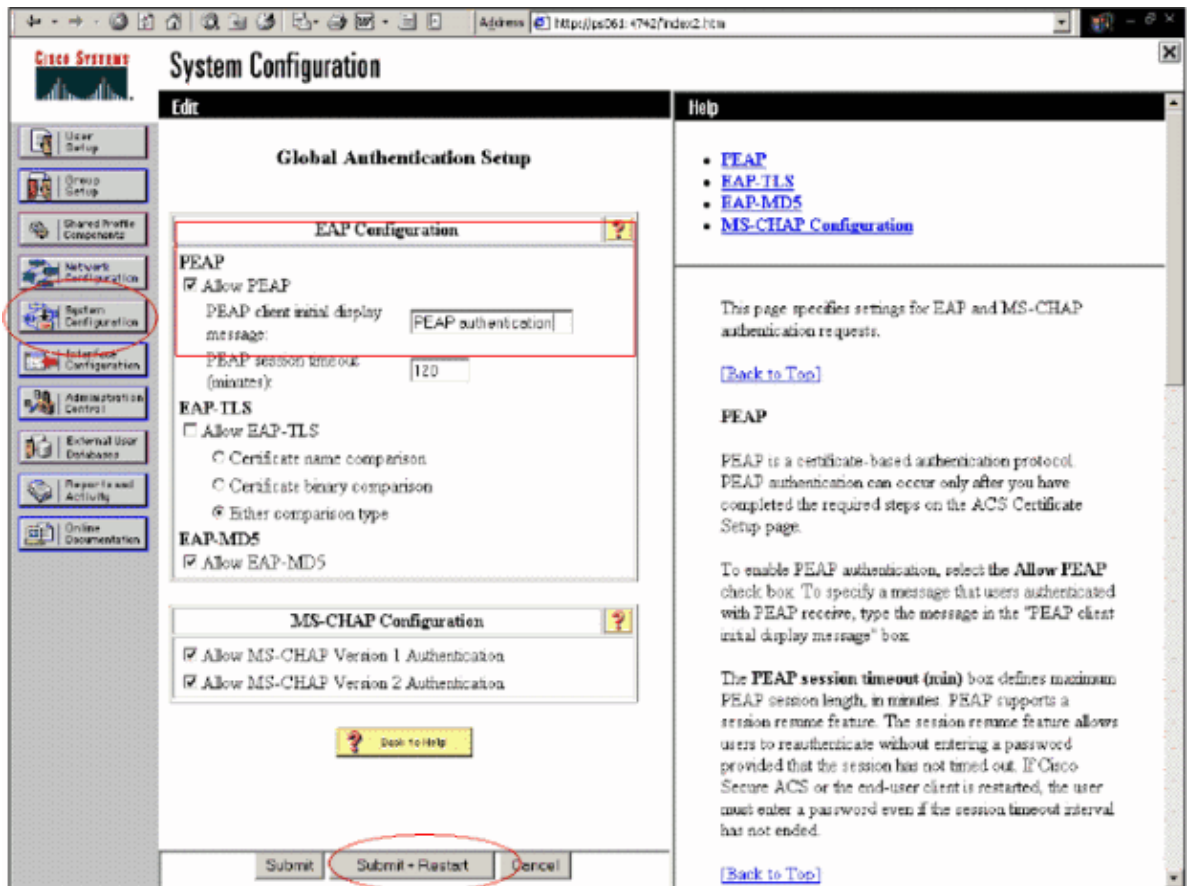 Address http://ps061:4742/index2.htm
CISCO SYSTEMS
System Configuration
Edit
Help
User Setup
Group Setup
Shared Profile Components
Network Configuration
System Configuration
Interface Configuration
Administration Control
External User Databases
Reports and Activity
Online Documentation
Global Authentication Setup
EAP Configuration
?
PEAP
Allow PEAP
PEAP client initial display
message:
PEAP authentication
PEAP session timeout
(minutes):
120
EAP-TLS
Allow EAP-TLS
Certificate name comparison
Certificate binary comparison
Either comparison type
EAP-MD5
Allow EAP-MD5
MS-CHAP Configuration
?
Allow MS-CHAP Version 1 Authentication
Allow MS-CHAP Version 2 Authentication
? Back to Help
Submit
Submit + Restart
Cancel
PEAP
EAP-TLS
EAP-MD5
MS-CHAP Configuration
This page specifies settings for EAP and MS-CHAP
authentication requests.
[Back to Top]
PEAP
PEAP is a certificate-based authentication protocol.
PEAP authentication can occur only after you have
completed the required steps on the ACS Certificate
Setup page.
To enable PEAP authentication, select the Allow PEAP
check box. To specify a message that users authenticated
with PEAP receive, type the message in the "PEAP client
initial display message" box.
The PEAP session timeout (min) box defines maximum
PEAP session length, in minutes. PEAP supports a
session resume feature. The session resume feature allows
users to reauthenticate without entering a password
provided that the session has not timed out. If Cisco
Secure ACS or the end-user client is restarted, the user
must enter a password even if the session timeout interval
has not ended.
[Back to Top]